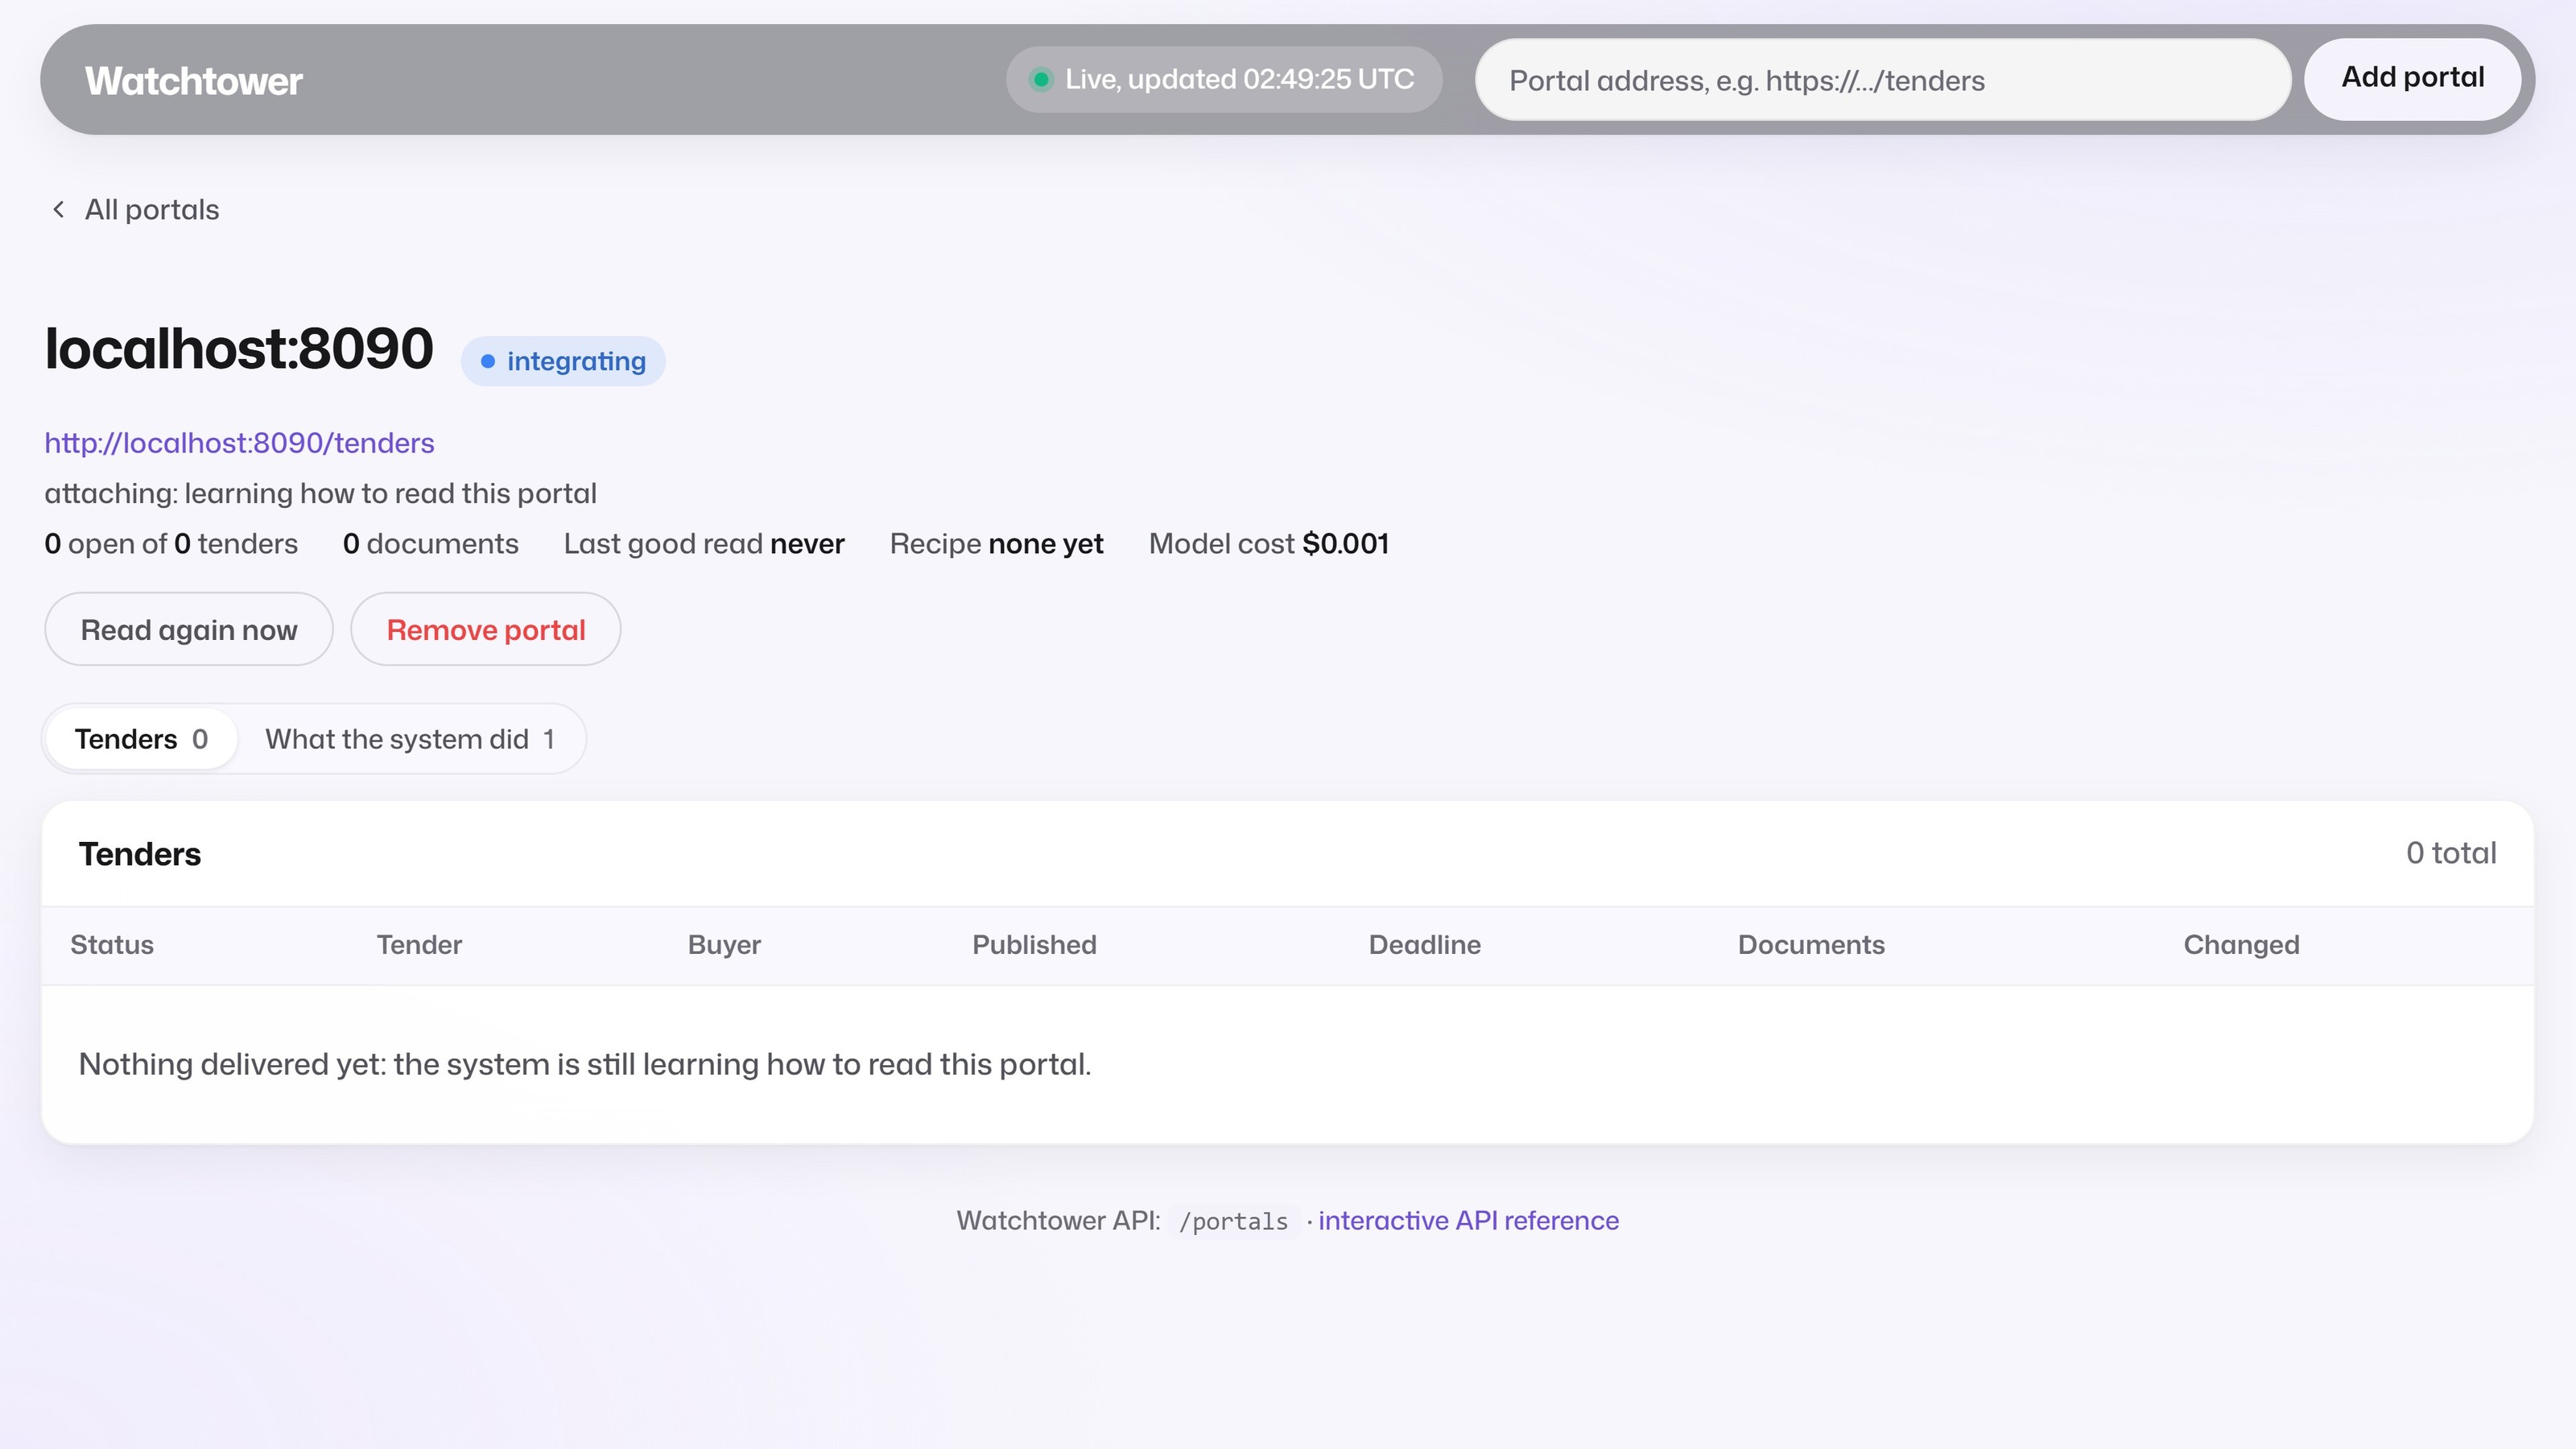 Watchtower
Live, updated 02:49:25 UTC
Portal address, e.g. https://.../tenders
Add portal
All portals
localhost:8090
integrating
http://localhost:8090/tenders
attaching: learning how to read this portal
0 open of 0 tenders 0 documents Last good read never Recipe none yet Model cost $0.001
Read again now Remove portal
Tenders 0 What the system did 1
Tenders 0 total
Status Tender Buyer Published Deadline Documents Changed
Nothing delivered yet: the system is still learning how to read this portal.
Watchtower API: /portals · interactive API reference